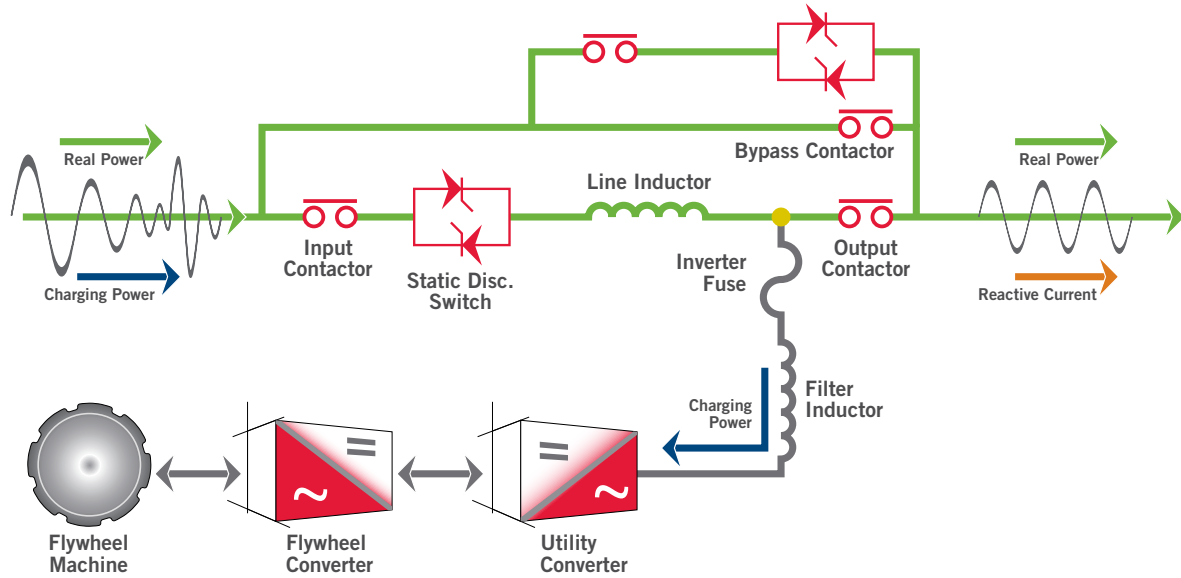 Bypass Contactor
Real Power
Real Power
Line Inductor
Input
Contactor
Static Disc.
Switch
Inverter
Fuse
Output
Contactor
Charging Power
Reactive Current
Charging
Power
Filter
Inductor
Flywheel
Machine
Flywheel
Converter
Utility
Converter